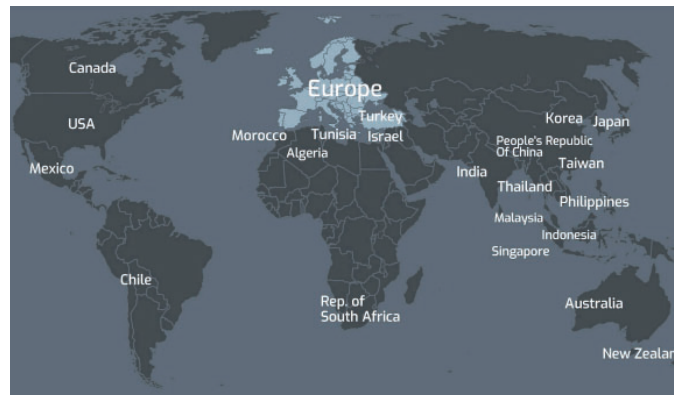 Canada
Europe
USA
Turkey
Korea
Japan
Morocco
Tunisia
Israel
People's Republic
Of China
Algeria
Taiwan
Mexico
India
Thailand
Philippines
Malaysia
Indonesia
Singapore
Chile
Rep. of
South Africa
Australia
New Zealan